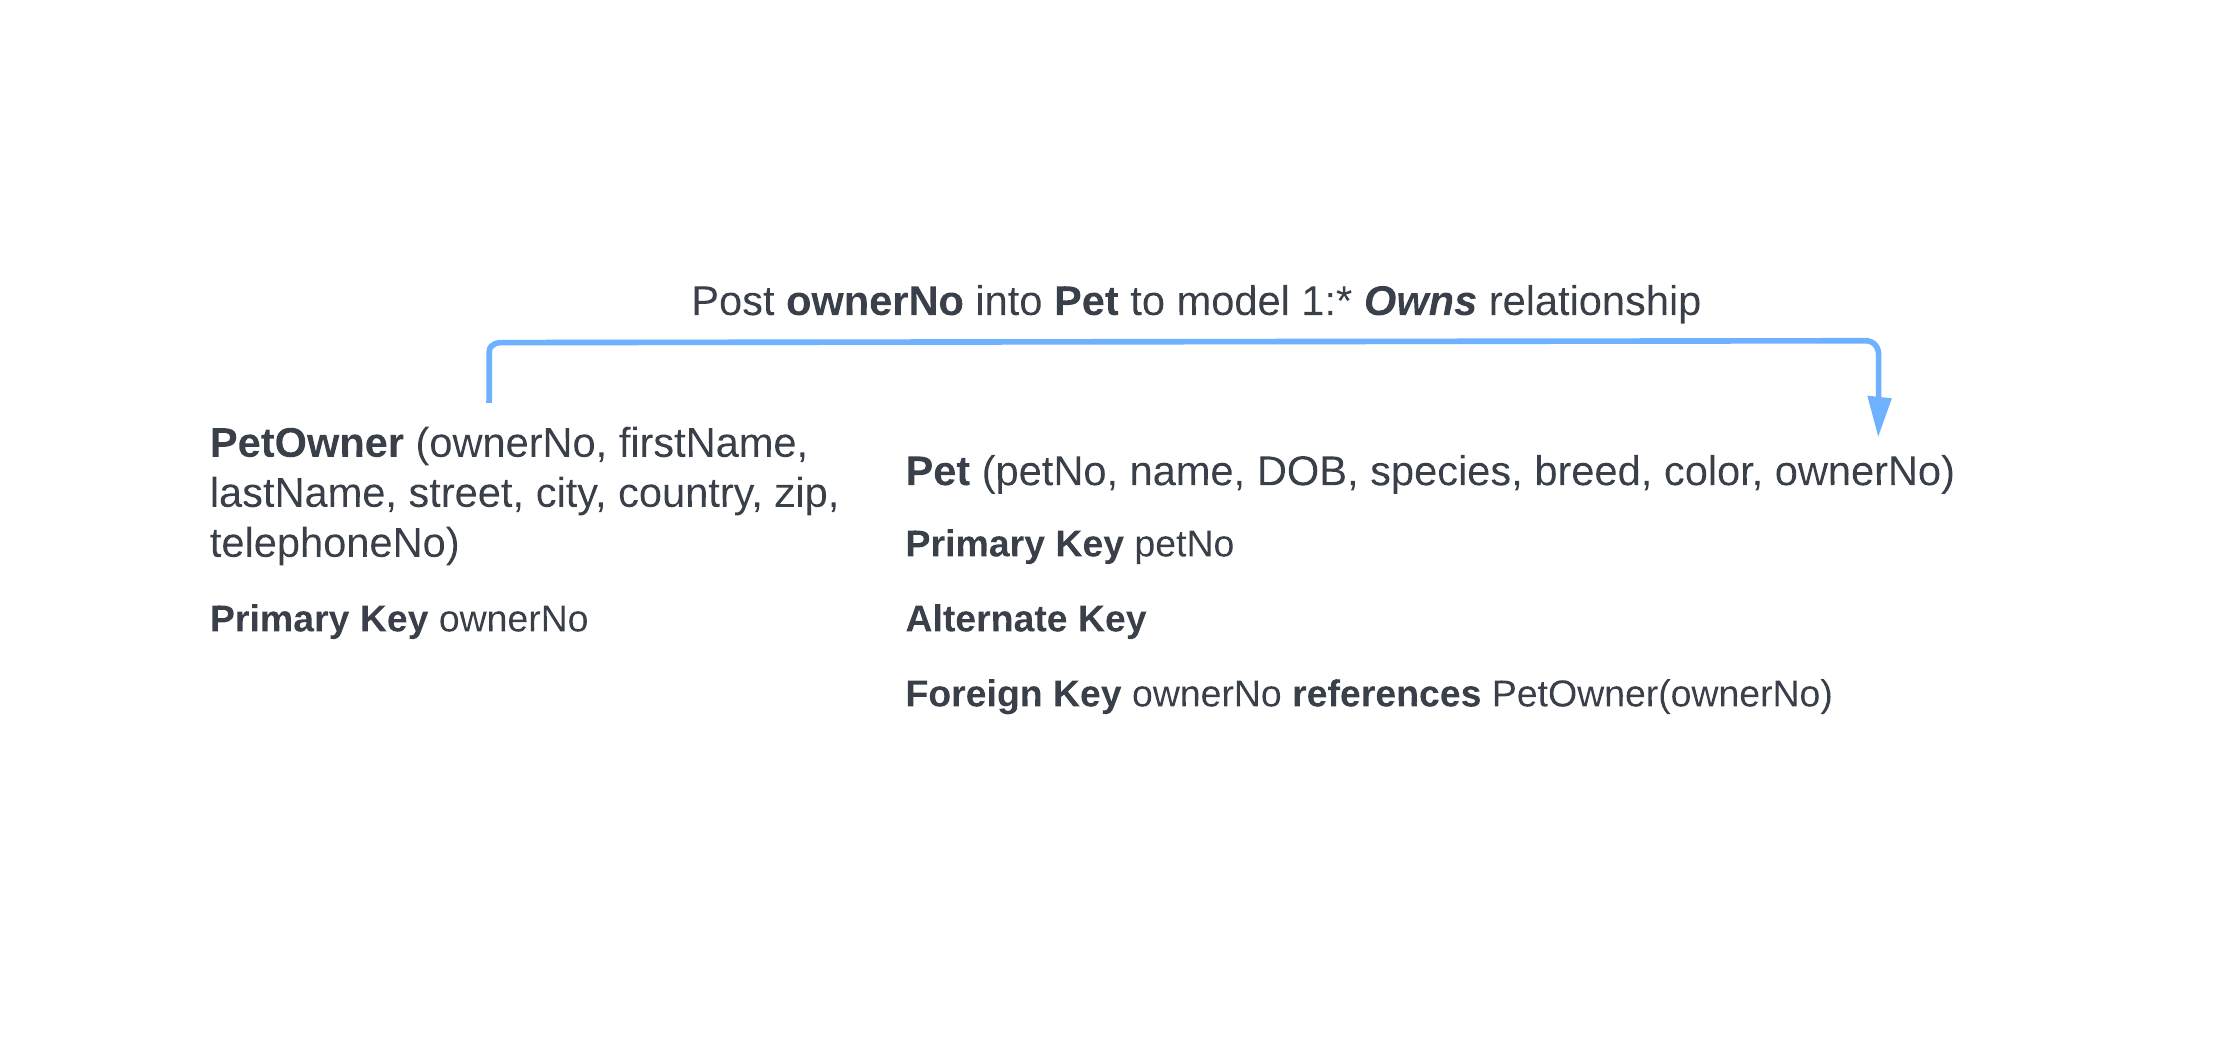 Post ownerNo into Pet to model 1:* Owns relationship
PetOwner (ownerNo, firstName,
lastName, street, city, country, zip,
telephoneNo)
Primary Key ownerNo
Pet (petNo, name, DOB, species, breed, color, ownerNo)
Primary Key petNo
Alternate Key
Foreign Key ownerNo references PetOwner(ownerNo)